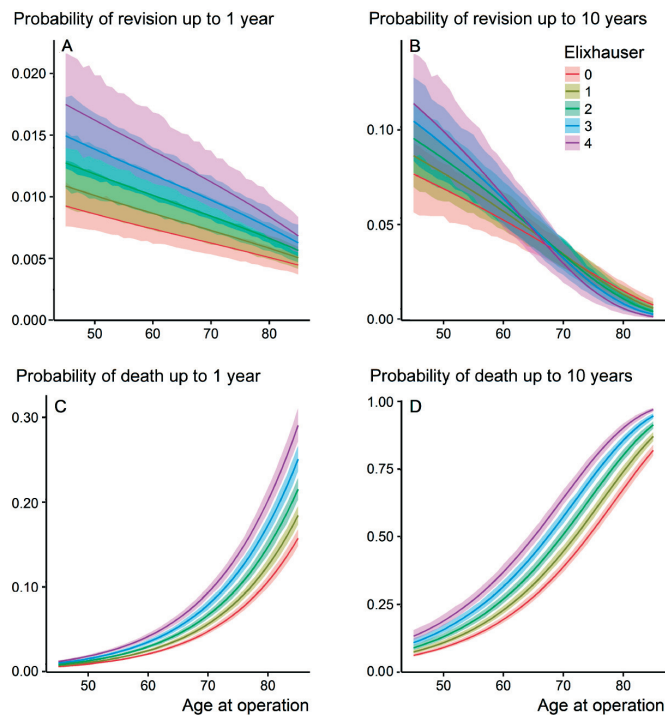 Probability of revision up to 1 year
A
0.020
0.015
0.010
0.005
0.000
50 60 70 80
Probability of revision up to 10 years
B
Elixhauser
0
1
2
3
4
0.10
0.05
0.00
50 60 70 80
Probability of death up to 1 year
C
0.30
0.20
0.10
0.00
50 60 70 80
Age at operation
Probability of death up to 10 years
D
1.00
0.75
0.50
0.25
0.00
50 60 70 80
Age at operation